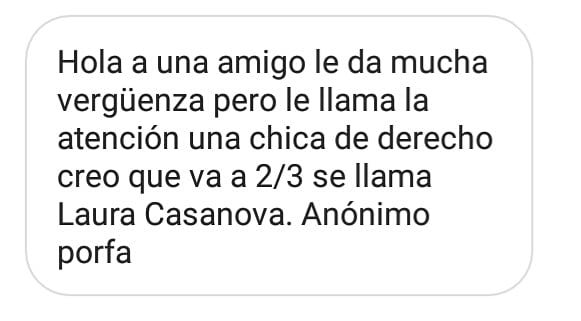 Hola a una amigo le da mucha
vergüenza pero le llama la
atención una chica de derecho
creo que va a 2/3 se llama
Laura Casanova. Anónimo
porfa